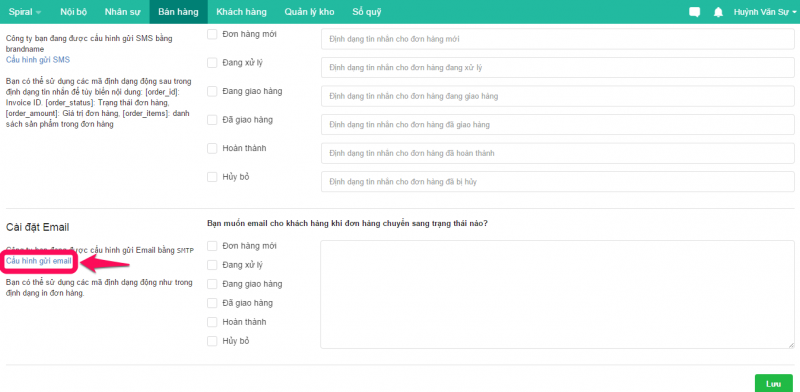 Spiral Nội bộ Nhân sự Bán hàng Khách hàng Quản lý kho Sổ quỹ Huỳnh Văn Sự
Công ty bạn đang được cấu hình gửi SMS bằng
brandname
Cấu hình gửi SMS
Bạn có thể sử dụng các mã định dạng động sau trong
định dạng tin nhắn để tùy biến nội dung: [order_id]:
Invoice ID. [order_status]: Trạng thái đơn hàng,
[order_amount]: Giá trị đơn hàng, [order_items]: danh
sách sản phẩm trong đơn hàng
Đơn hàng mới Định dạng tin nhắn cho đơn hàng mới
Đang xử lý Định dạng tin nhắn cho đơn hàng đang xử lý
Đang giao hàng Định dạng tin nhắn cho đơn hàng đang giao hàng
Đã giao hàng Định dạng tin nhắn cho đơn hàng đã giao hàng
Hoàn thành Định dạng tin nhắn cho đơn hàng đã hoàn thành
Hủy bỏ Định dạng tin nhắn cho đơn hàng đã bị hủy
Cài đặt Email
Công ty bạn đang được cấu hình gửi Email bằng SMTP
Cấu hình gửi email
Bạn có thể sử dụng các mã định dạng động như trong
định dạng in đơn hàng.
Bạn muốn email cho khách hàng khi đơn hàng chuyển sang trạng thái nào?
Đơn hàng mới
Đang xử lý
Đang giao hàng
Đã giao hàng
Hoàn thành
Hủy bỏ
Lưu